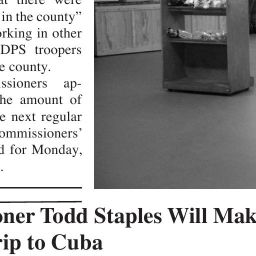 at there were
in the county”
orking in other
DPS troopers
e county.
ssioners ap-
he amount of
e next regular
ommissioners’
d for Monday,
.
oner Todd Staples Will Mak
rip to Cuba